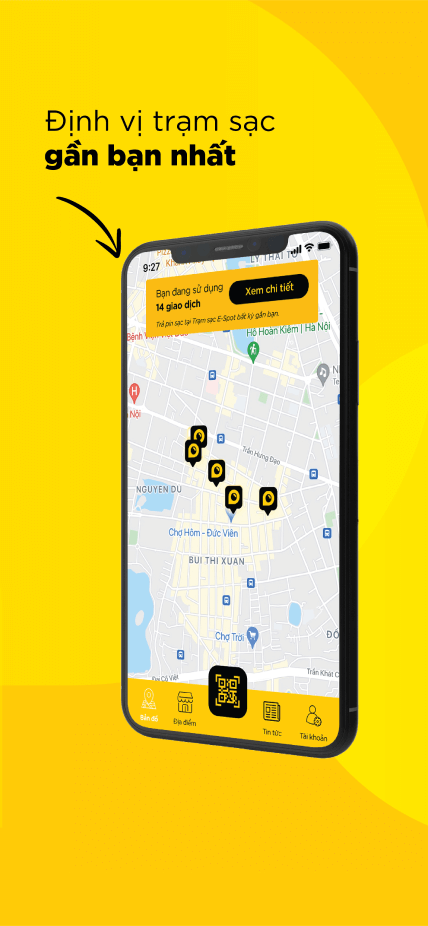 Định vị trạm sạc
gần bạn nhất
9:27
LÝ THÁI TỔ
Bạn đang sử dụng
14 giao dịch
Xem chi tiết
Trả pin sạc tại Trạm sạc E-Spot bất kỳ gần bạn.
Bệnh Viện
Hồ Hoàn Kiếm | Hà Nội
H
Nội
Trần Hưng Đạo
NGUYEN DU
Chợ Hôm - Đức Viên
BUI THI XUAN
Chợ Trời
Đại Cồ Việt
Trần Khát C
Bản đồ
Địa điểm
Tin tức
Tài khoản